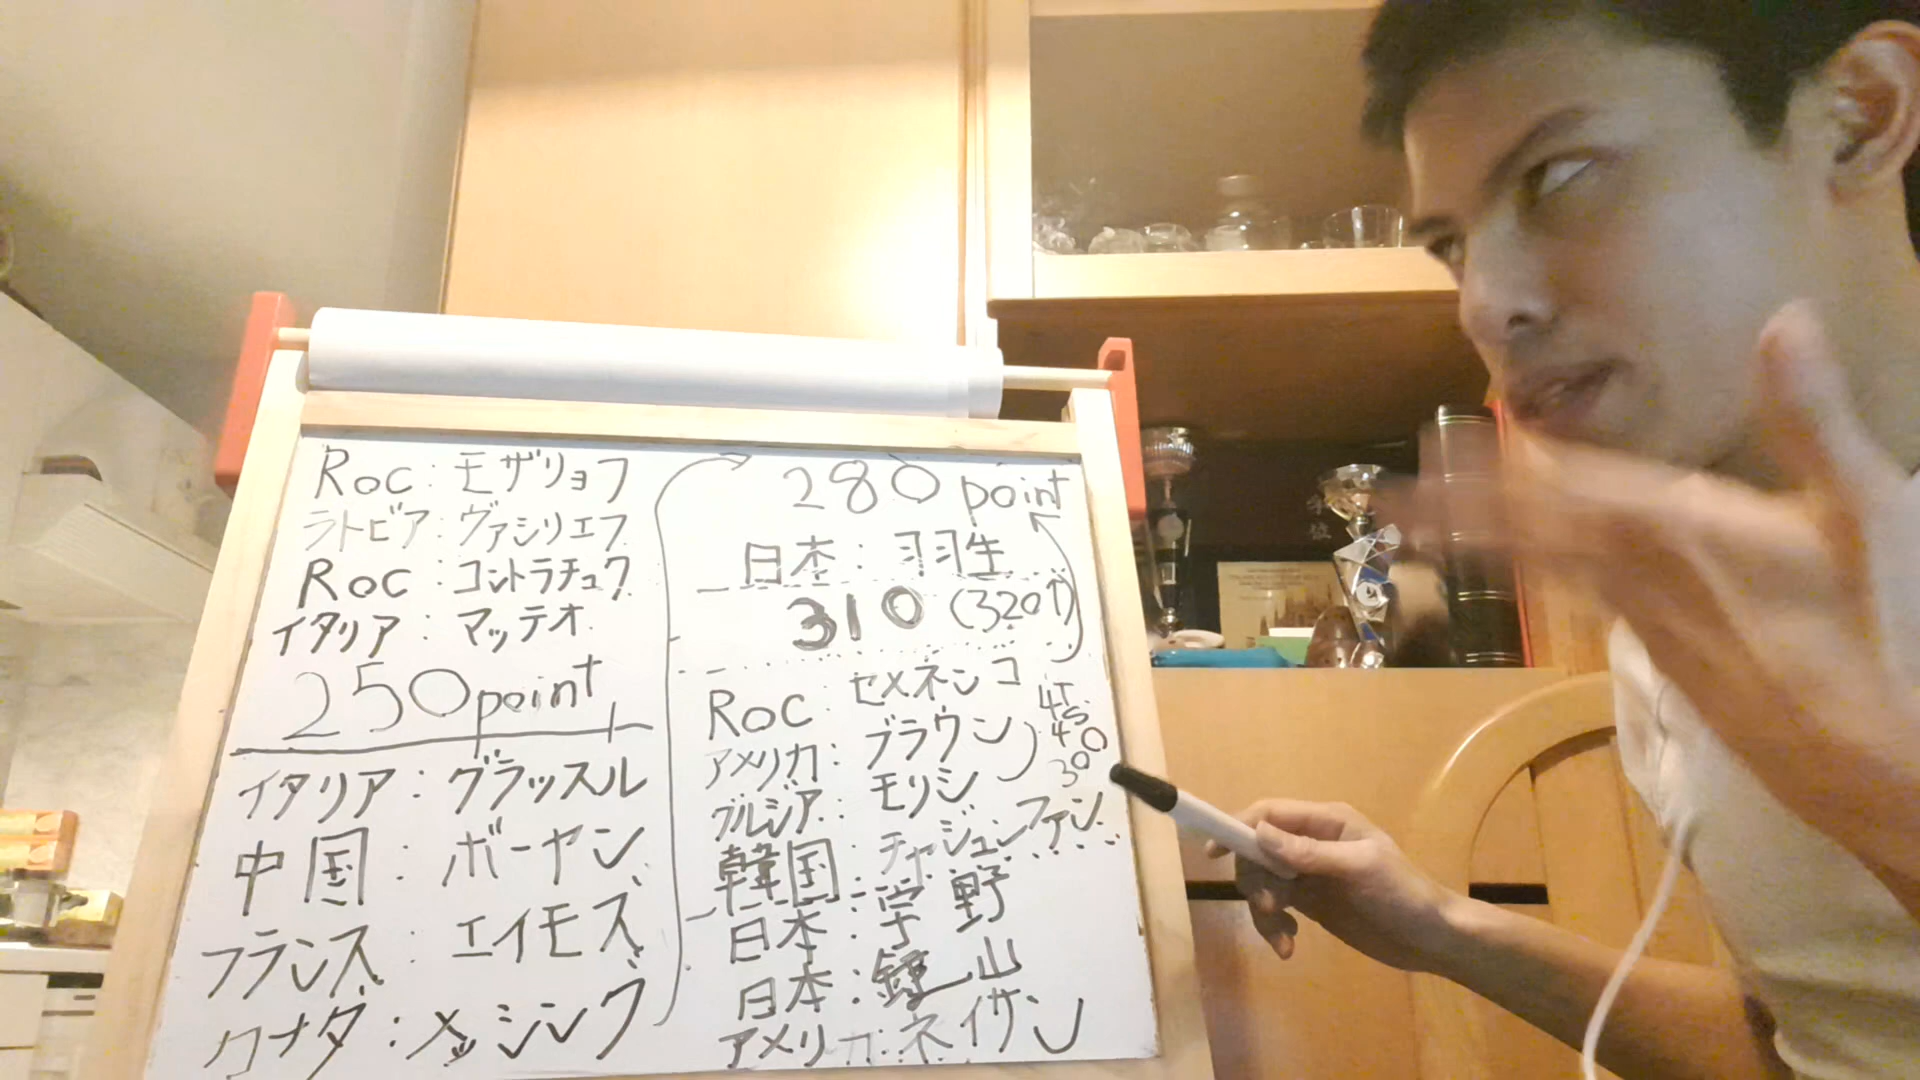 Roc:モザリョフ
ラトビア:ヴァシリエフ
Roc:コントラチュク
イタリア:マッテオ
250point
イタリア:グラッスル
中国:ボーヤン
フランス:エイモズ
カナダ:メッシング
280 point
日本:羽生
310 (320↑)
Roc:セメネンコ
アメリカ:ブラウン
グルジア:モリシ
45
40
30
韓国:チャジュンファン
日本:宇野
日本:鍵山
アメリカ:ネイサン